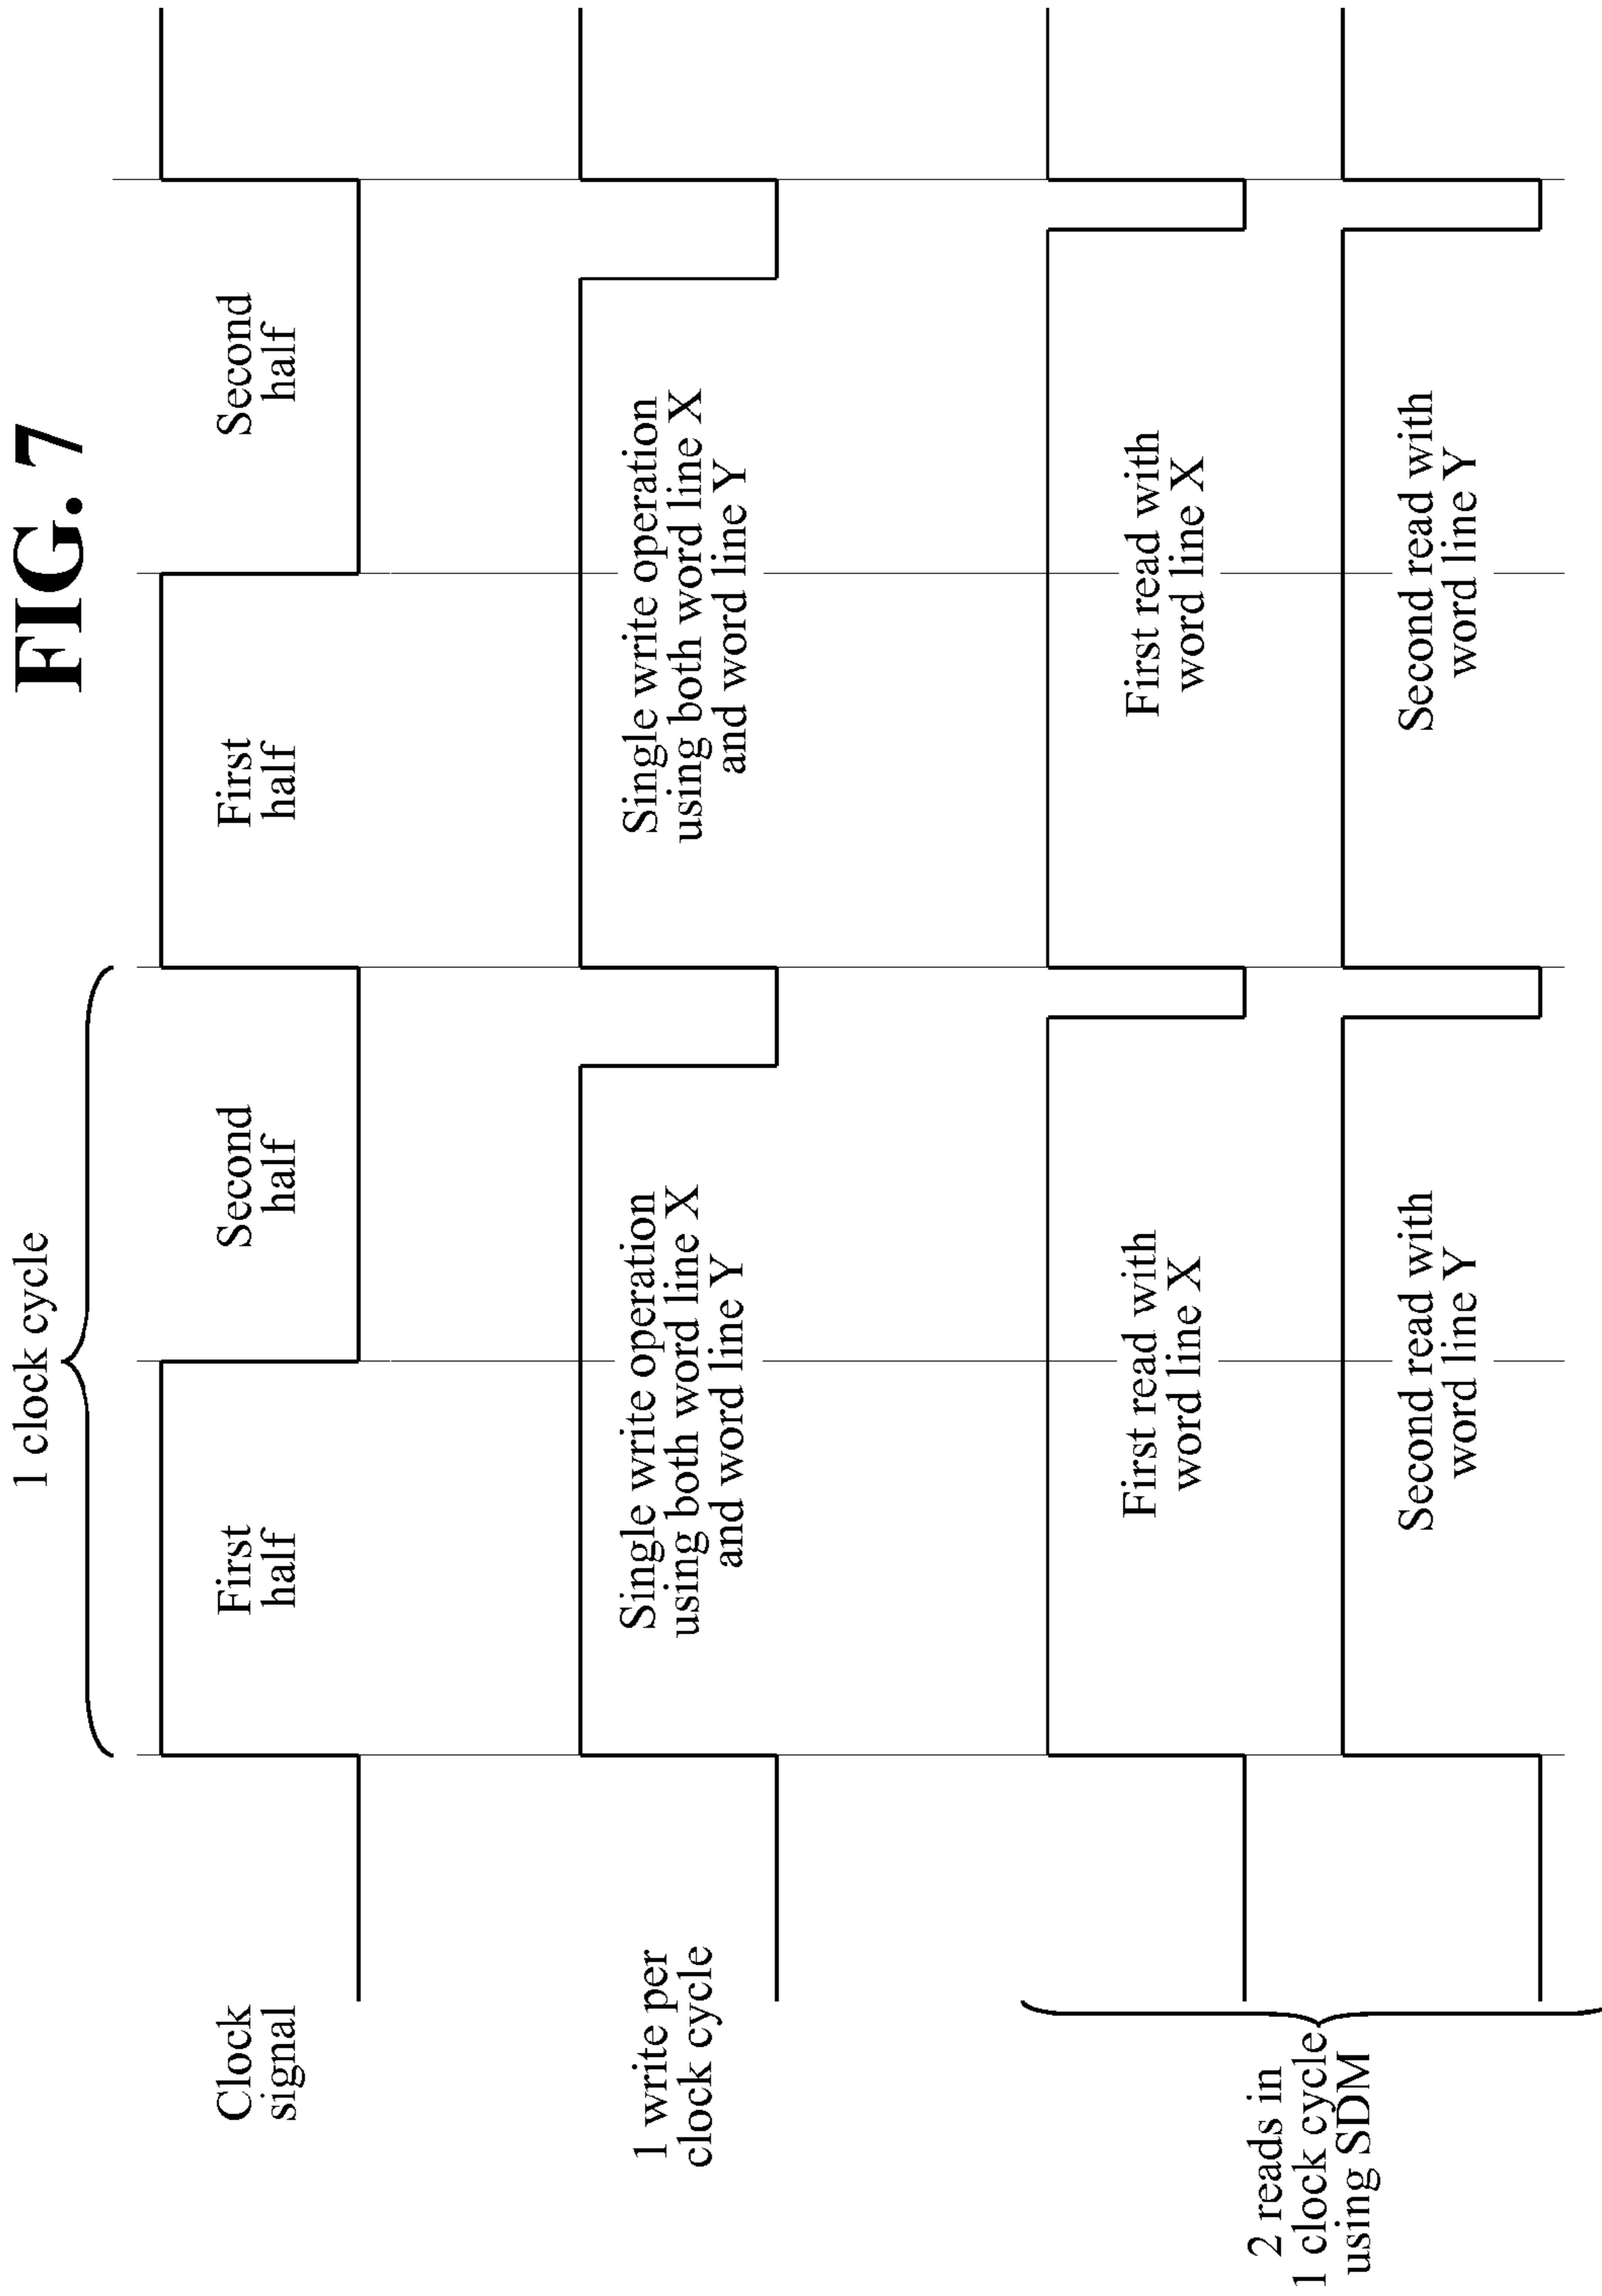 FIG. 7
1 clock cycle
Clock
signal
First
half
Second
half
First
half
Second
half
1 write per
clock cycle
Single write operation
using both word line X
and word line Y
Single write operation
using both word line X
and word line Y
2 reads in
1 clock cycle
using SDM
First read with
word line X
First read with
word line X
Second read with
word line Y
Second read with
word line Y